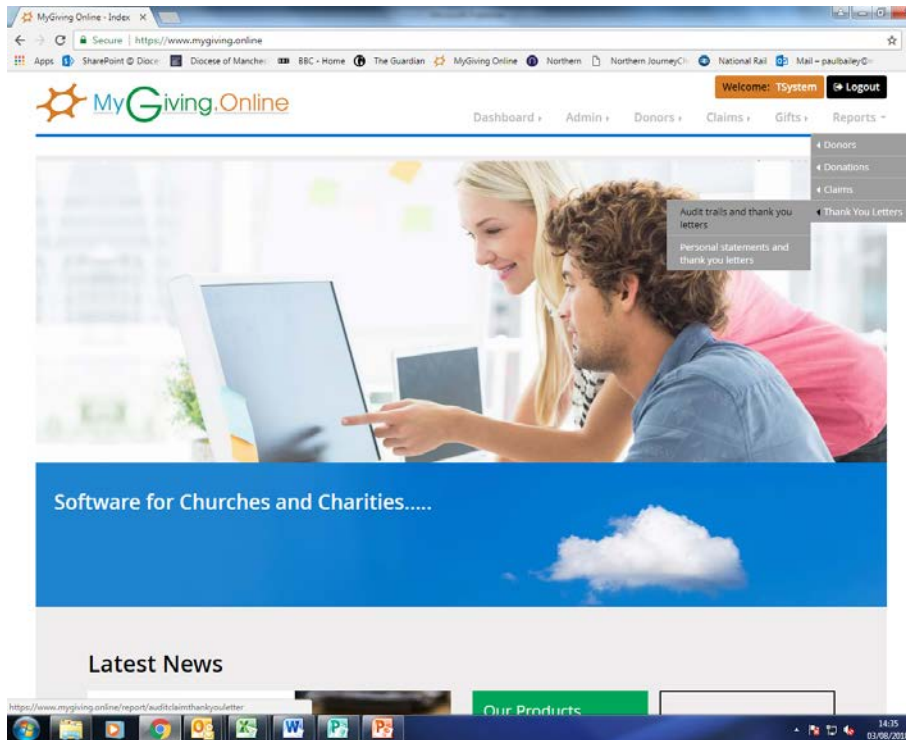 MyGiving Online - Index
Secure | https://www.mygiving.online
Apps SharePoint @ Dioce Diocese of Manches BBC - Home The Guardian MyGiving Online Northern Northern JourneyCh National Rail Mail – paulbailey@
Welcome: TSystem Logout
MyGiving.Online
Dashboard Admin Donors Claims Gifts Reports
Donors
Donations
Claims
Thank You Letters
Audit trails and thank you
letters
Personal statements and
thank you letters
Software for Churches and Charities.....
Latest News
Our Products
https://www.mygiving.online/report/auditclaimthankyouletter
14:35
03/08/2018